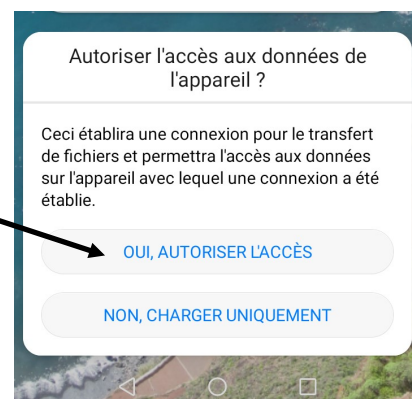 Autoriser l'accès aux données de
l'appareil ?
Ceci établira une connexion pour le transfert
de fichiers et permettra l'accès aux données
sur l'appareil avec lequel une connexion a été
établie.
OUI, AUTORISER L'ACCÈS
NON, CHARGER UNIQUEMENT